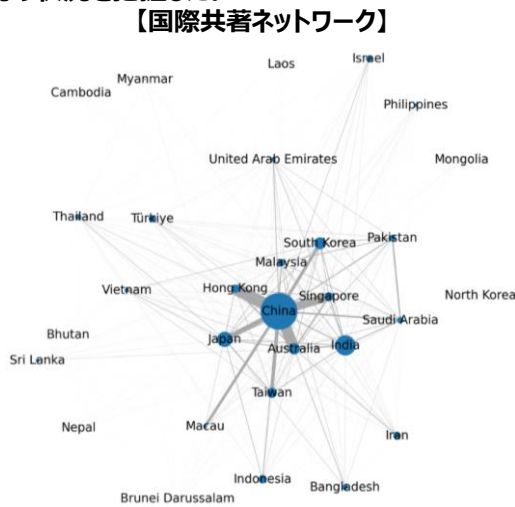 【国際共著ネットワーク】
Israel
Laos
Myanmar
Cambodia
Philippines
United Arab Emirates
Mongolia
Thailand
Türkiye
South Korea
Pakistan
Malaysia
Hong Kong
Vietnam
Singapore
North Korea
China
Saudi Arabia
Bhutan
Japan
India
Australia
Sri Lanka
Taiwan
Nepal
Macau
Iran
Indonesia
Bangladesh
Brunei Darussalam